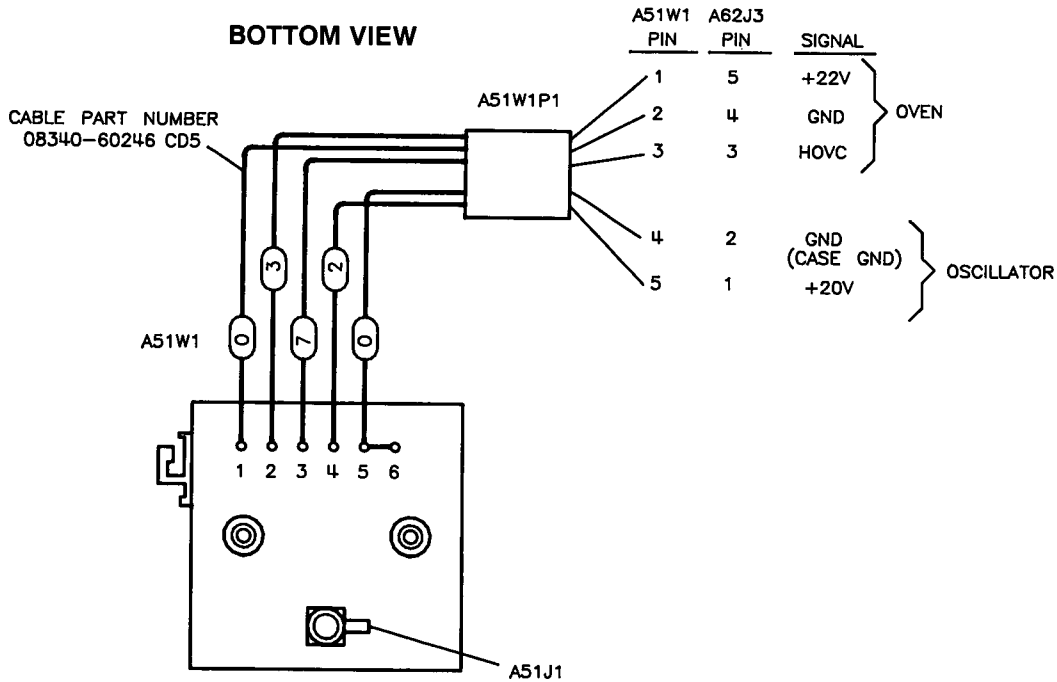 BOTTOM VIEW
A51W1 A62J3
PIN PIN SIGNAL
1 5 +22V
2 4 GND
3 3 HOVC
OVEN
4 2 GND
(CASE GND)
5 1 +20V
OSCILLATOR
A51W1P1
CABLE PART NUMBER
08340-60246 CD5
3 2
A51W1 0 7 0
1 2 3 4 5 6
A51J1